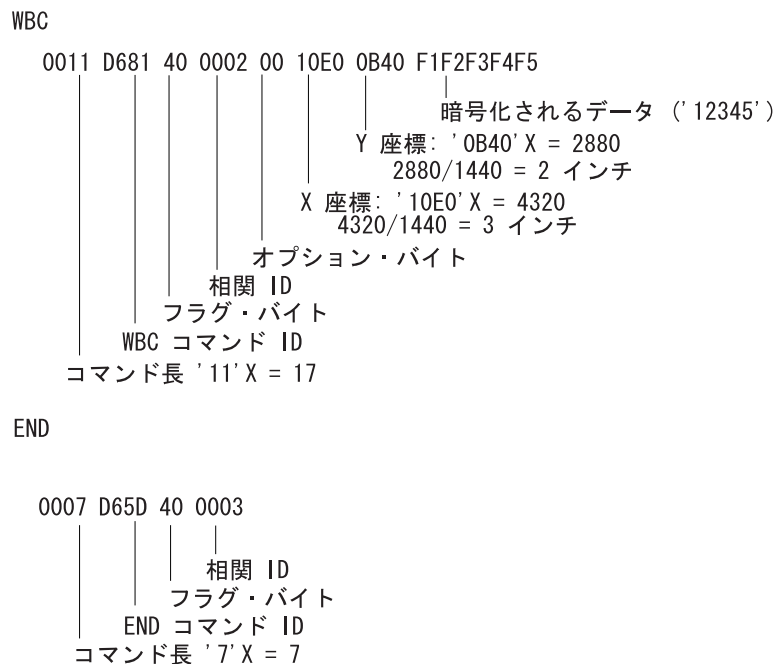 WBC
0011 D681 40 0002 00 10E0 0B40 F1F2F3F4F5
暗号化されるデータ ('12345')
Y 座標: '0B40'X = 2880
2880/1440 = 2 インチ
X 座標: '10E0'X = 4320
4320/1440 = 3 インチ
オプション・バイト
相関 ID
フラグ・バイト
WBC コマンド ID
コマンド長 '11'X = 17
END
0007 D65D 40 0003
相関 ID
フラグ・バイト
END コマンド ID
コマンド長 '7'X = 7